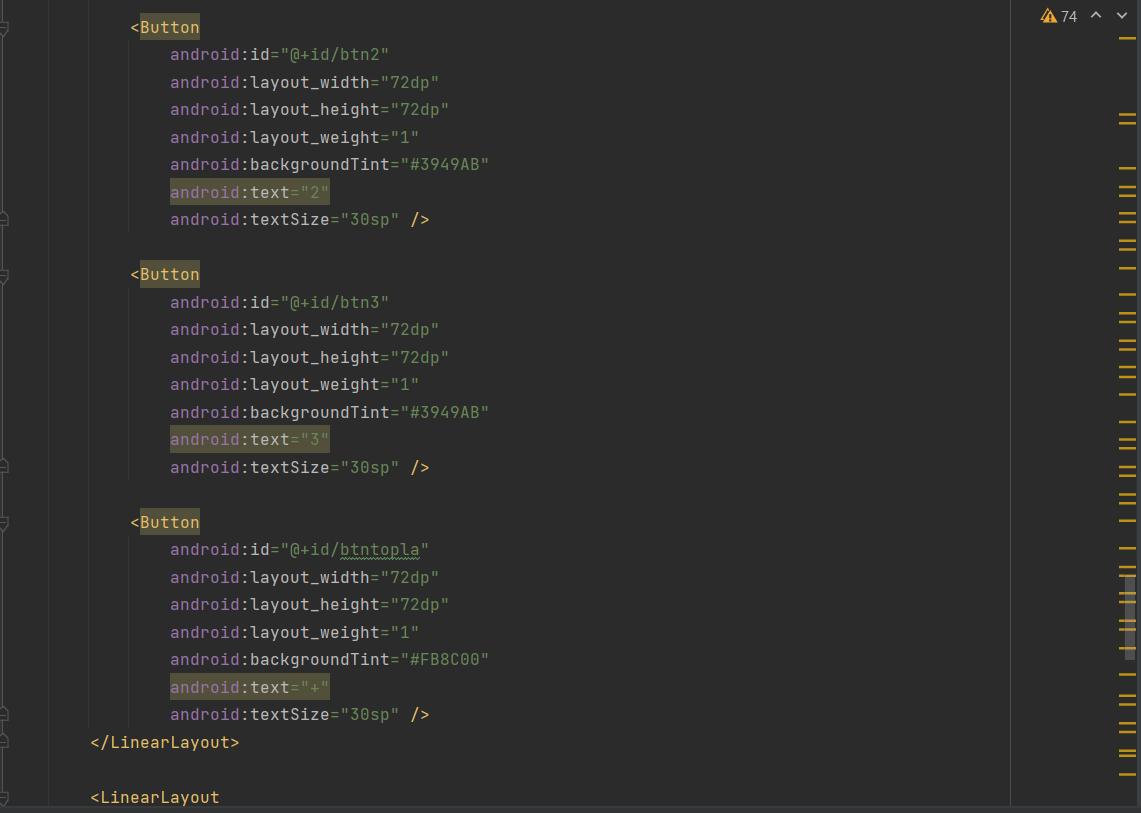 74
<Button
android:id="@+id/btn2"
android:layout_width="72dp"
android:layout_height="72dp"
android:layout_weight="1"
android:backgroundTint="#3949AB"
android:text="2"
android:textSize="30sp" />
<Button
android:id="@+id/btn3"
android:layout_width="72dp"
android:layout_height="72dp"
android:layout_weight="1"
android:backgroundTint="#3949AB"
android:text="3"
android:textSize="30sp" />
<Button
android:id="@+id/btntopla"
android:layout_width="72dp"
android:layout_height="72dp"
android:layout_weight="1"
android:backgroundTint="#FB8C00"
android:text="+"
android:textSize="30sp" />
</LinearLayout>
<LinearLayout